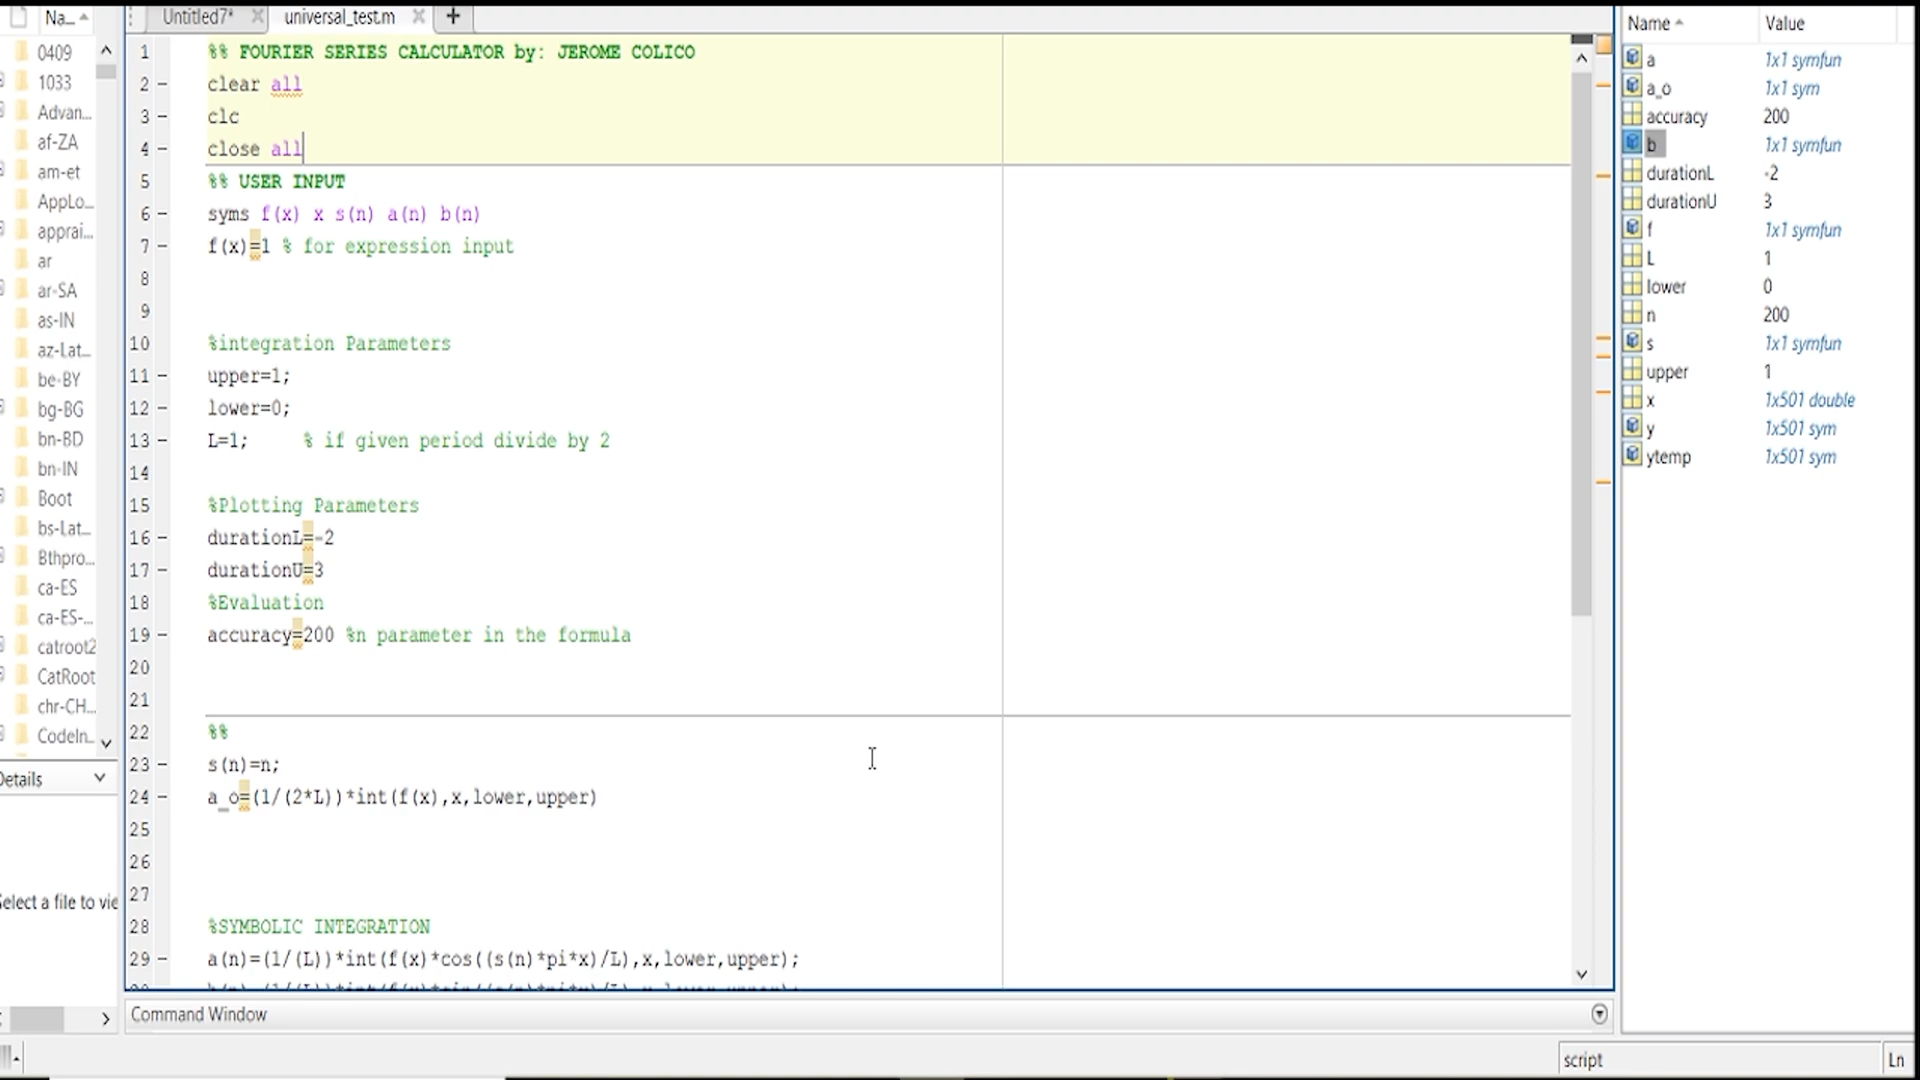 Na...
0409
1033
Advan...
af-ZA
am-et
AppLo...
apprai...
ar
ar-SA
as-IN
az-Lat...
be-BY
bg-BG
bn-BD
bn-IN
Boot
bs-Lat...
Bthpro...
ca-ES
ca-ES-...
catroot2
CatRoot
chr-CH...
CodeIn...
Details
Select a file to vie
Untitled7* × universal_test.m × +
1 %% FOURIER SERIES CALCULATOR by: JEROME COLICO
2 - clear all
3 - clc
4 - close all
5 %% USER INPUT
6 - syms f(x) x s(n) a(n) b(n)
7 - f(x)=1 % for expression input
8
9
10 %integration Parameters
11 - upper=1;
12 - lower=0;
13 - L=1; % if given period divide by 2
14
15 %Plotting Parameters
16 - durationL=-2
17 - durationU=3
18 %Evaluation
19 - accuracy=200 %n parameter in the formula
20
21
22 %%
23 - s(n)=n;
24 - a_o=(1/(2*L))*int(f(x),x,lower,upper)
25
26
27
28 %SYMBOLIC INTEGRATION
29 - a(n)=(1/(L))*int(f(x)*cos((s(n)*pi*x)/L),x,lower,upper);
Command Window
Name Value
a 1x1 symfun
a_o 1x1 sym
accuracy 200
b 1x1 symfun
durationL -2
durationU 3
f 1x1 symfun
L 1
lower 0
n 200
s 1x1 symfun
upper 1
x 1x501 double
y 1x501 sym
ytemp 1x501 sym
script Ln